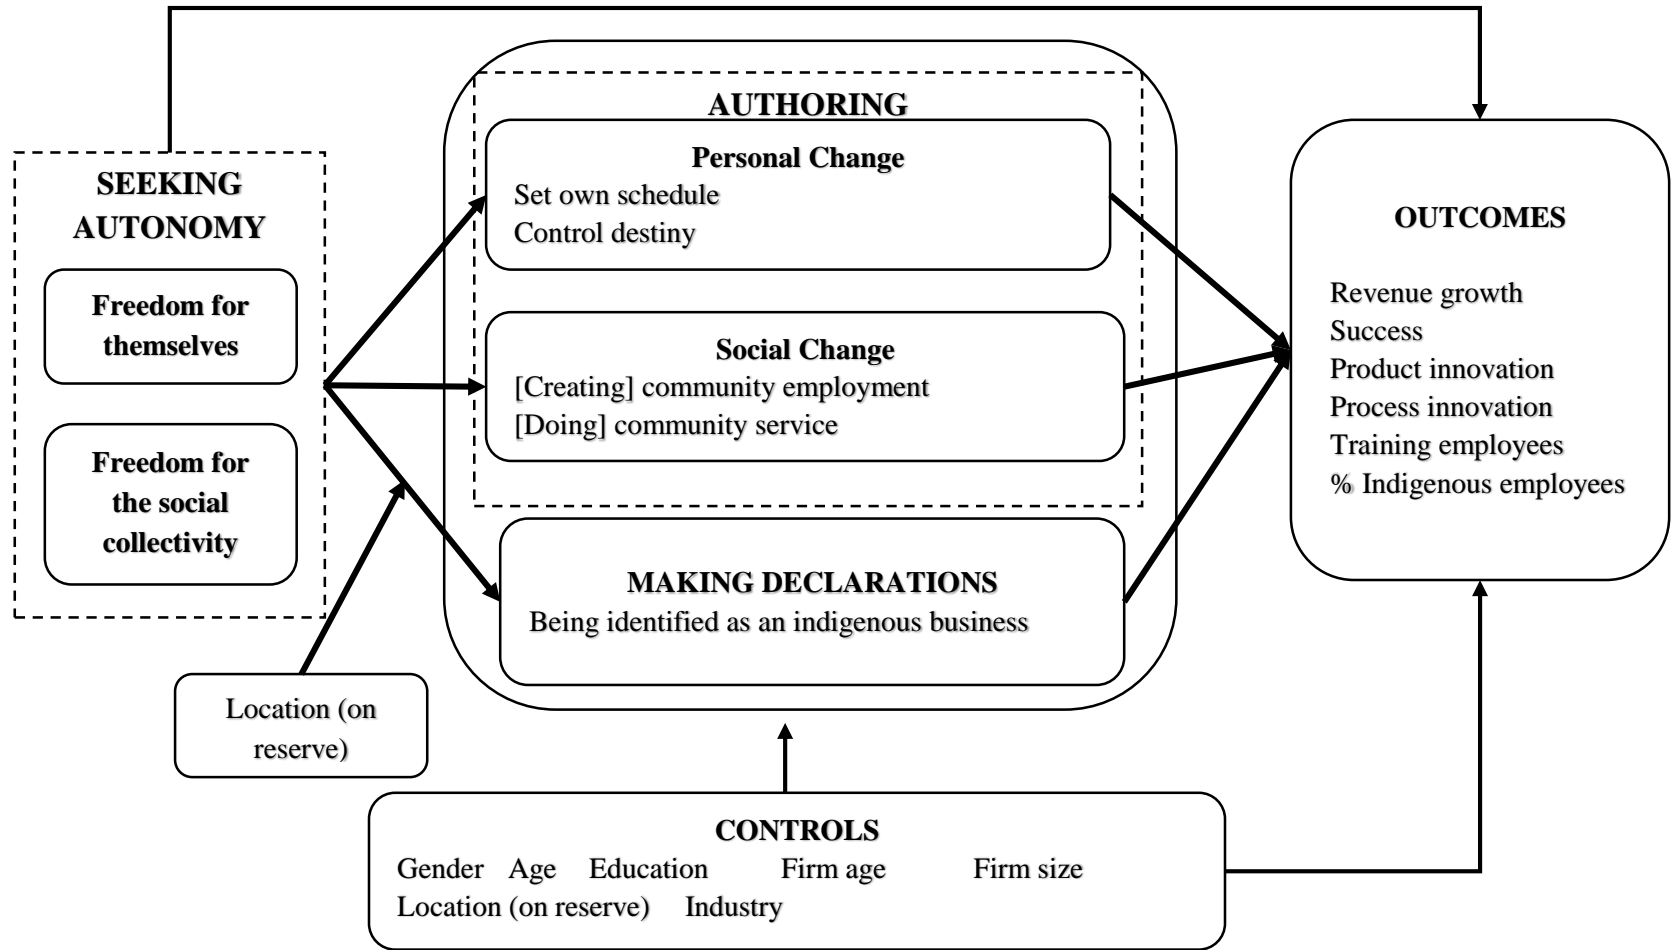 SEEKING
AUTONOMY
Freedom for
themselves
Freedom for
the social
collectivity
Location (on
reserve)
AUTHORING
Personal Change
Set own schedule
Control destiny
Social Change
[Creating] community employment
[Doing] community service
MAKING DECLARATIONS
Being identified as an indigenous business
OUTCOMES
Revenue growth
Success
Product innovation
Process innovation
Training employees
% Indigenous employees
CONTROLS
Gender Age Education Firm age Firm size
Location (on reserve) Industry